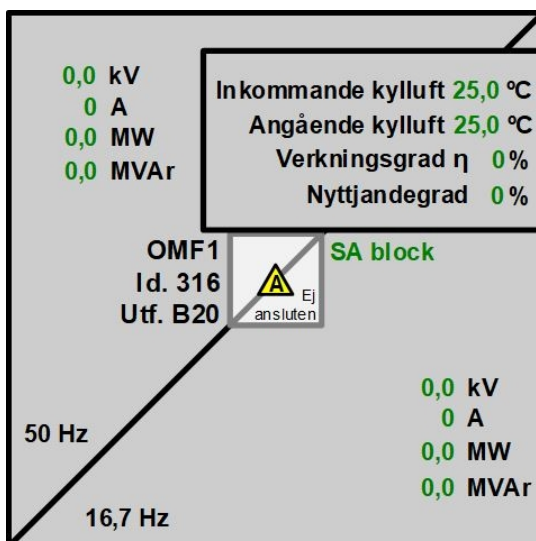 0,0 kV
0 A
0,0 MW
0,0 MVAr
Inkommande kylluft 25,0 ºC
Angående kylluft 25,0 ºC
Verkningsgrad η 0 %
Nyttjandegrad 0 %
OMF1
Id. 316
Utf. B20
A
Ej
ansluten
SA block
0,0 kV
0 A
0,0 MW
0,0 MVAr
50 Hz
16,7 Hz